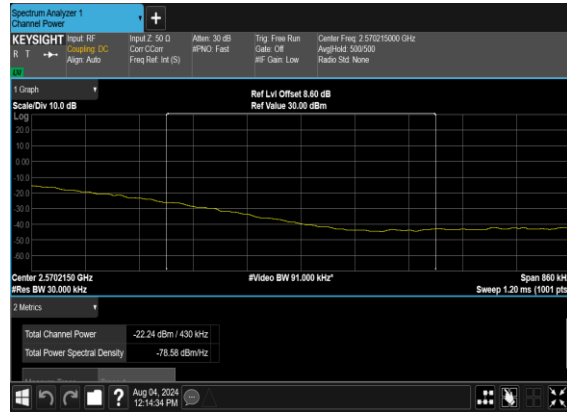 Spectrum Analyzer 1
Channel Power
KEYSIGHT Input: RF Input Z: 50 Ω Atten: 30 dB Trig: Free Run Center Freq: 2.570215000 GHz
R T Coupling: DC Corr CCorr #PNO: Fast Gate: Off Avg|Hold: 500/500
Align: Auto Freq Ref: Int (S) #IF Gain: Low Radio Std: None
1 Graph
Ref Lvl Offset 8.60 dB
Scale/Div 10.0 dB Ref Value 30.00 dBm
Log
20.0
10.0
0.00
-10.0
-20.0
-30.0
-40.0
-50.0
-60.0
Center 2.5702150 GHz #Video BW 91.000 kHz* Span 860 kHz
#Res BW 30.000 kHz Sweep 1.20 ms (1001 pts
2 Metrics
Total Channel Power -22.24 dBm / 430 kHz
Total Power Spectral Density -78.58 dBm/Hz
Aug 04, 2024
12:14:34 PM